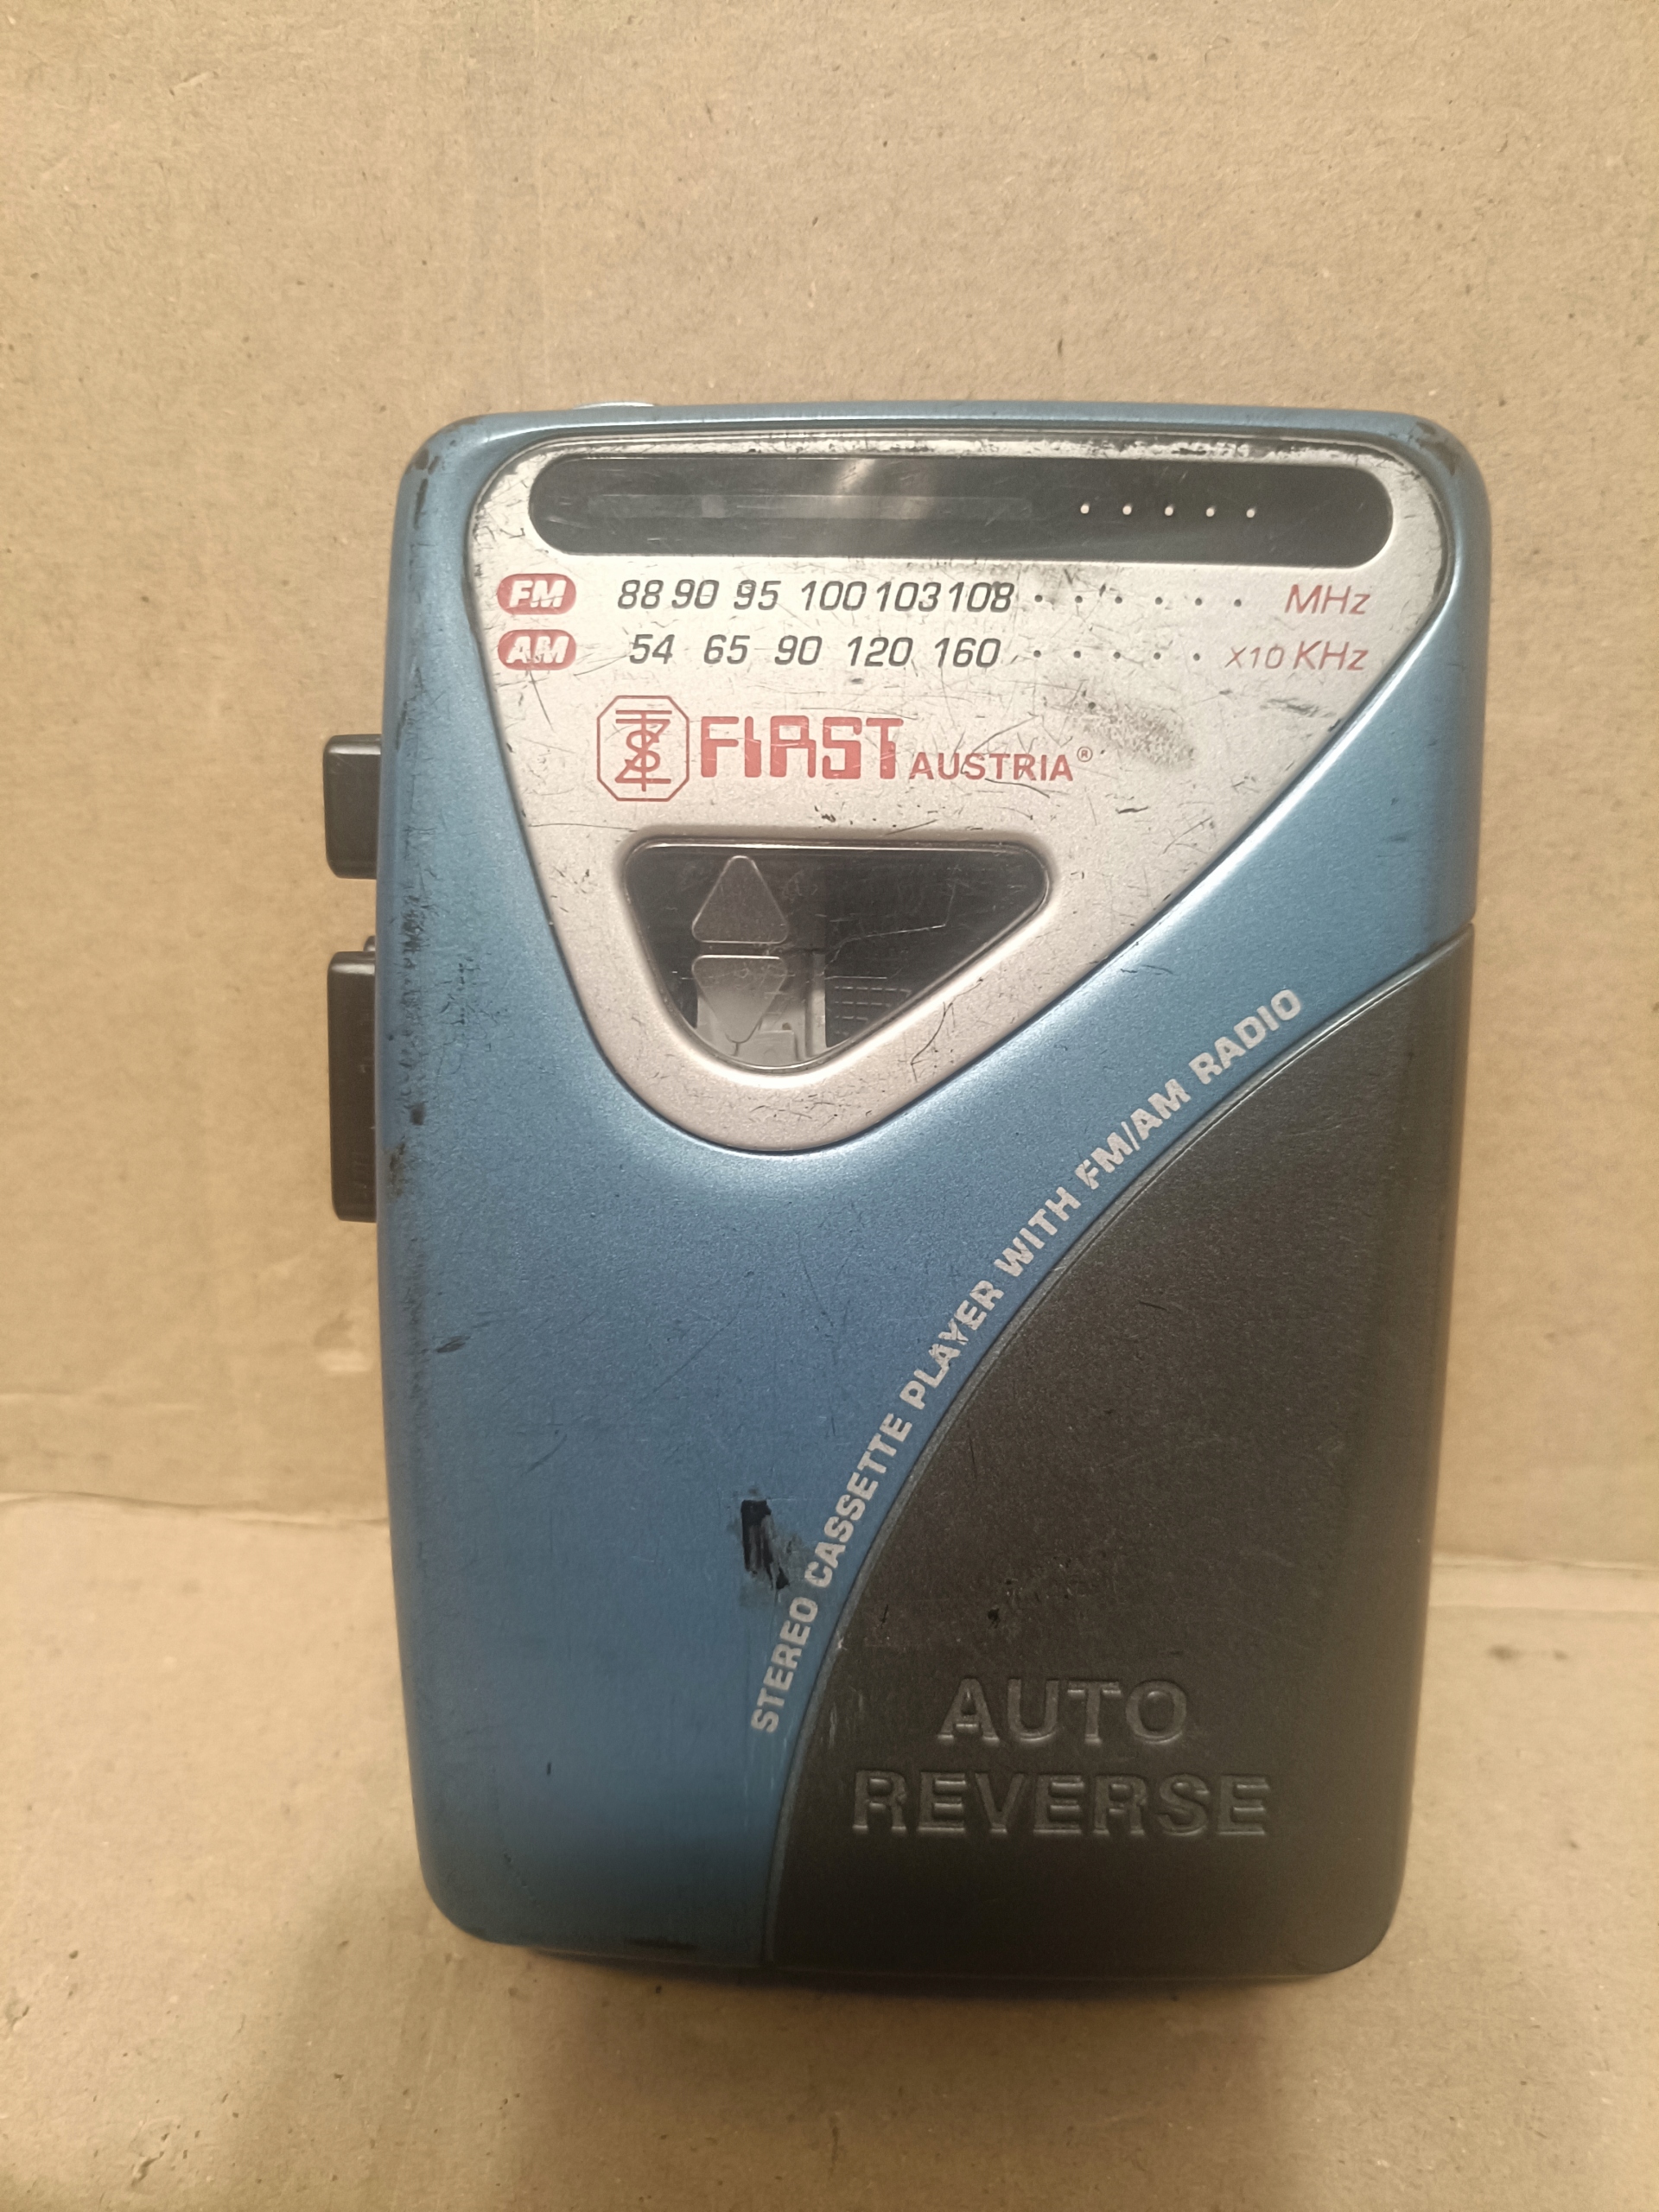 FM 88 90 95 100 103 108 MHz
AM 54 65 90 120 160 X10 KHz
FIRST AUSTRIA®
STEREO CASSETTE PLAYER WITH FM/AM RADIO
AUTO
REVERSE